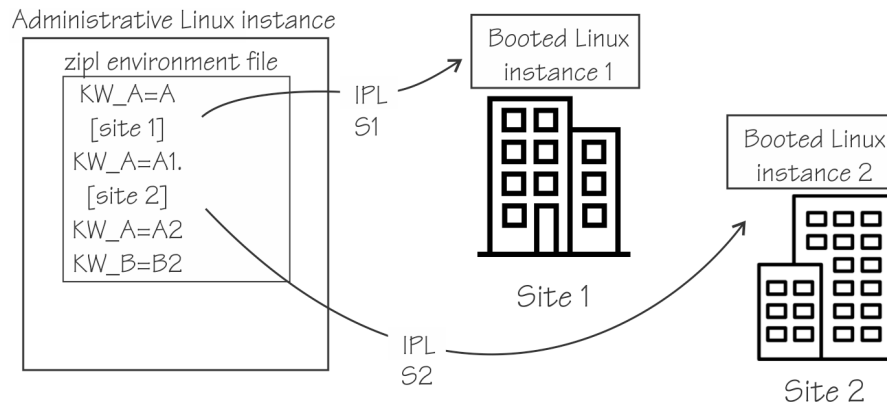 Administrative Linux instance
zipl environment file
KW_A=A
[site 1]
KW_A=A1.
[site 2]
KW_A=A2
KW_B=B2
IPL
S1
Booted Linux
instance 1
Site 1
IPL
S2
Booted Linux
instance 2
Site 2